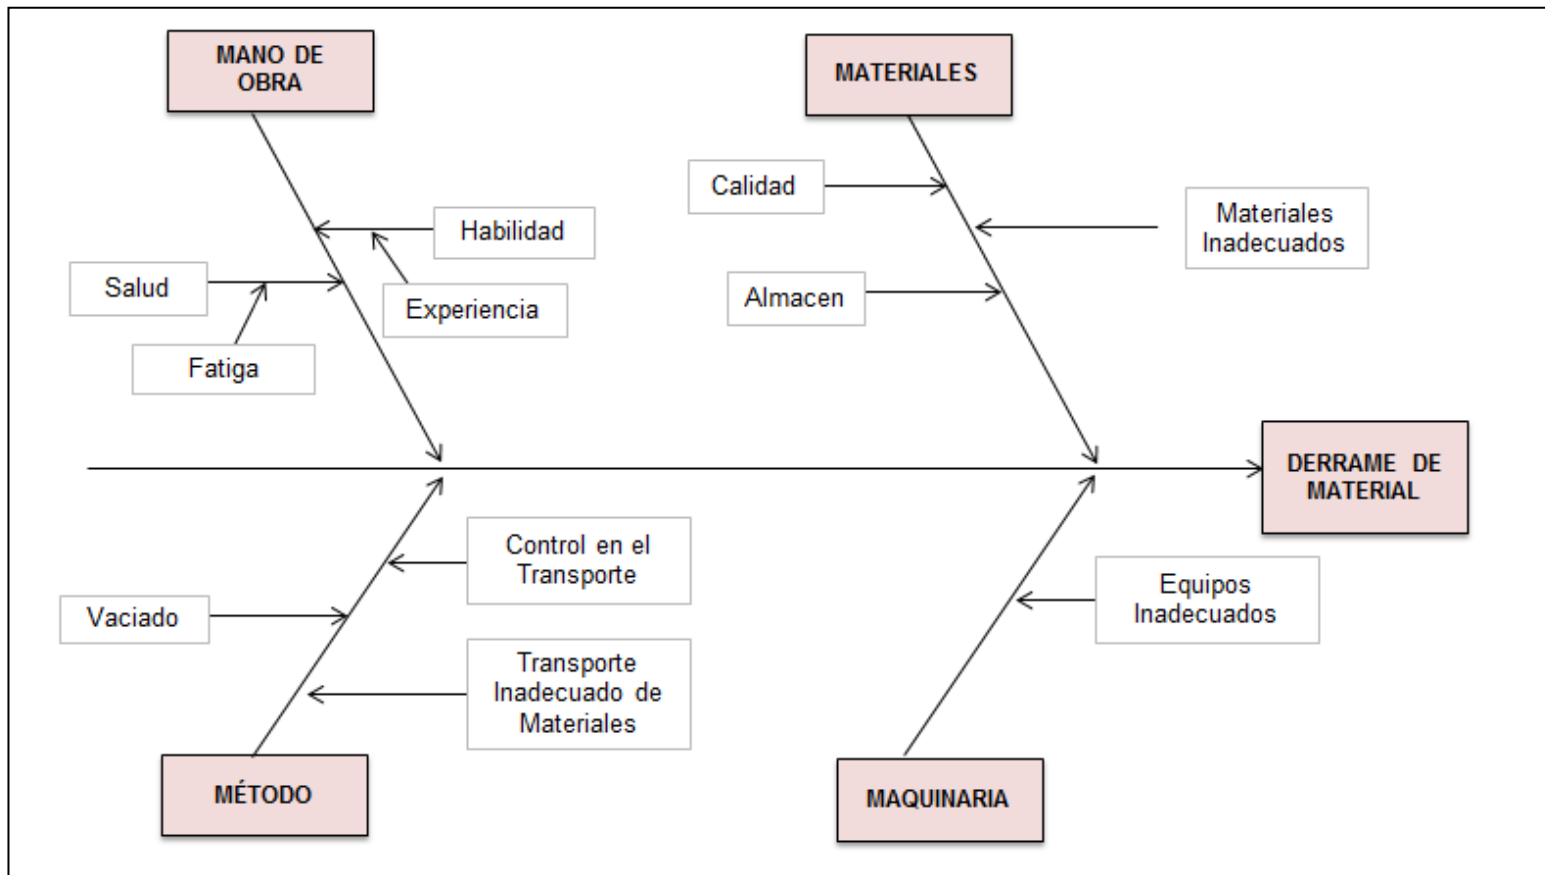 MANO DE
OBRA
MATERIALES
Calidad
Habilidad
Materiales
Inadecuados
Salud
Experiencia
Almacen
Fatiga
DERRAME DE
MATERIAL
Control en el
Transporte
Equipos
Inadecuados
Vaciado
Transporte
Inadecuado de
Materiales
MÉTODO
MAQUINARIA